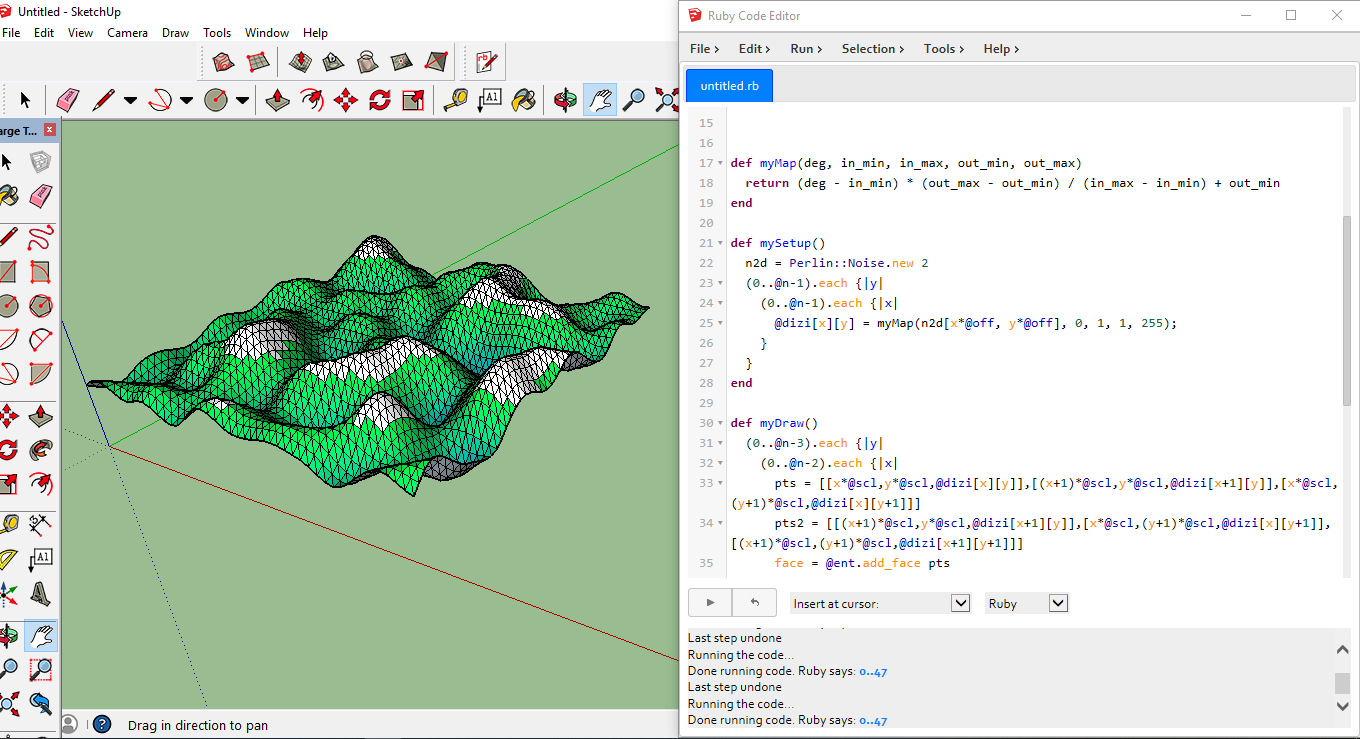 Untitled - SketchUp
File Edit View Camera Draw Tools Window Help
A1
arge T...
A1
Drag in direction to pan
Ruby Code Editor
File > Edit > Run > Selection > Tools > Help >
untitled.rb
15
16
17 def myMap(deg, in_min, in_max, out_min, out_max)
18 return (deg - in_min) * (out_max - out_min) / (in_max - in_min) + out_min
19 end
20
21 def mySetup()
22 n2d = Perlin::Noise.new 2
23 (0..@n-1).each {|y|
24 (0..@n-1).each {|x|
25 @dizi[x][y] = myMap(n2d[x*@off, y*@off], 0, 1, 1, 255);
26 }
27 }
28 end
29
30 def myDraw()
31 (0..@n-3).each {|y|
32 (0..@n-2).each {|x|
33 pts = [[x*@scl,y*@scl,@dizi[x][y]],[(x+1)*@scl,y*@scl,@dizi[x+1][y]],[x*@scl,
(y+1)*@scl,@dizi[x][y+1]]]
34 pts2 = [[(x+1)*@scl,y*@scl,@dizi[x+1][y]],[x*@scl,(y+1)*@scl,@dizi[x][y+1]],
[(x+1)*@scl,(y+1)*@scl,@dizi[x+1][y+1]]]
35 face = @ent.add_face pts
Insert at cursor: Ruby
Last step undone
Running the code...
Done running code. Ruby says: 0..47
Last step undone
Running the code...
Done running code. Ruby says: 0..47